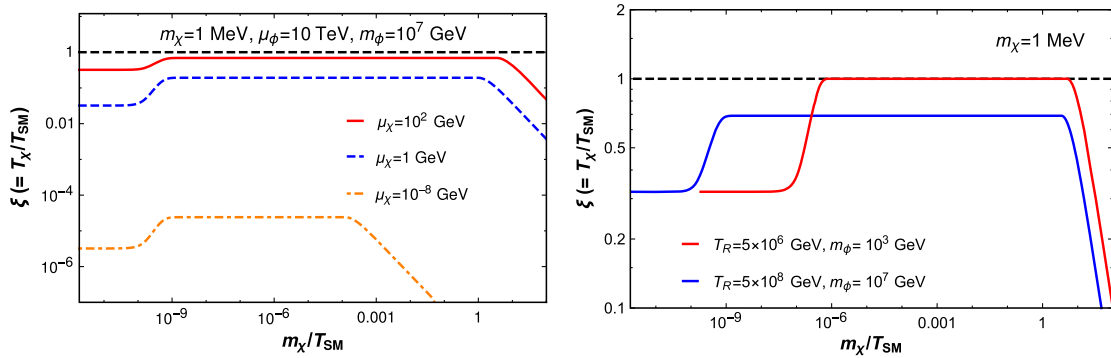 m_χ=1 MeV, μ_ϕ=10 TeV, m_ϕ=10^7 GeV
ξ (= T_χ/T_SM)
1
0.01
10^-4
10^-6
μ_χ=10^2 GeV
μ_χ=1 GeV
μ_χ=10^-8 GeV
10^-9
10^-6
0.001
1
m_χ/T_SM
m_χ=1 MeV
ξ (= T_χ/T_SM)
2
1
0.5
0.2
0.1
T_R=5×10^6 GeV, m_ϕ= 10^3 GeV
T_R=5×10^8 GeV, m_ϕ= 10^7 GeV
10^-9
10^-6
0.001
1
m_χ/T_SM